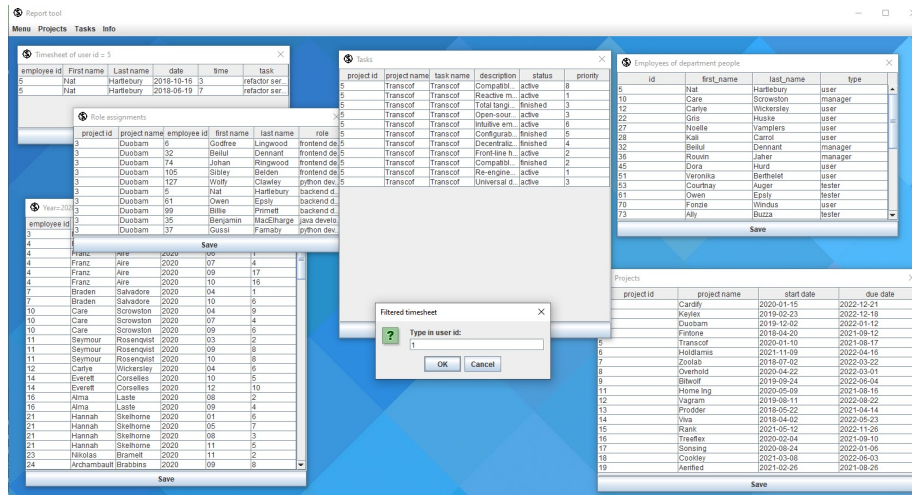 Report tool
Menu Projects Tasks Info
Timesheet of user id = 5
employee id First name Last name date time task
5 Nat Hartlebury 2018-10-16 3 refactor ser...
5 Nat Hartlebury 2018-06-19 7 refactor ser...
Role assignments
project id project name employee id first name last name role
3 Duobam 6 Godfree Lingwood frontend de
3 Duobam 32 Beilul Dennant frontend de
3 Duobam 74 Johan Ringwood frontend de
3 Duobam 105 Sibley Belden frontend de
3 Duobam 127 Wolfy Clawley python dev
3 Duobam 5 Nat Hartlebury backend d
3 Duobam 61 Owen Epsly backend d
3 Duobam 99 Billie Primett backend d
3 Duobam 35 Benjamin MacElharge java develo
3 Duobam 37 Gussi Farnaby python dev
Save
Year=202
employee id
3
4
4 Franz Aire 2020 06 1
4 Franz Aire 2020 07 4
4 Franz Aire 2020 09 17
4 Franz Aire 2020 10 16
7 Braden Salvadore 2020 04 1
7 Braden Salvadore 2020 10 6
10 Care Scrowston 2020 04 9
10 Care Scrowston 2020 07 4
10 Care Scrowston 2020 09 6
11 Seymour Rosenqvist 2020 03 2
11 Seymour Rosenqvist 2020 09 8
11 Seymour Rosenqvist 2020 10 8
12 Carlye Wickersley 2020 04 6
14 Everett Corselles 2020 10 5
14 Everett Corselles 2020 12 10
16 Alma Laste 2020 08 2
16 Alma Laste 2020 09 4
21 Hannah Skelhorne 2020 01 6
21 Hannah Skelhorne 2020 05 7
21 Hannah Skelhorne 2020 08 3
21 Hannah Skelhorne 2020 11 5
23 Nikolas Bramelt 2020 11 2
24 Archambault Brabbins 2020 09 8
Save
Tasks
project id project name task name description status priority
5 Transcof Transcof Compatibl... active 8
5 Transcof Transcof Reactive m... active 1
5 Transcof Transcof Total tangi... finished 3
5 Transcof Transcof Open-sour... active 3
5 Transcof Transcof Intuitive em... active 6
5 Transcof Transcof Configurab... finished 5
5 Transcof Transcof Decentraliz... finished 4
5 Transcof Transcof Front-line h... active 2
5 Transcof Transcof Compatibl... finished 2
5 Transcof Transcof Re-engine... active 1
5 Transcof Transcof Universal d... active 3
Filtered timesheet
Type in user id:
1
OK Cancel
Employees of department people
id first_name last_name type
5 Nat Hartlebury user
10 Care Scrowston manager
12 Carlye Wickersley user
22 Gris Huske user
27 Noelle Vamplers user
28 Kali Carrol user
32 Beilul Dennant manager
36 Rouvin Jaher manager
45 Dora Hurd user
51 Veronika Berthelet user
53 Courtnay Auger tester
61 Owen Epsly tester
70 Fonzie Windus user
73 Ally Buzza tester
Save
Projects
project id project name start date due date
Cardify 2020-01-15 2022-12-21
Keylex 2019-02-23 2022-12-18
Duobam 2019-12-02 2022-01-12
Fintone 2018-04-20 2021-09-12
Transcof 2020-01-10 2021-08-17
6 Holdlamis 2021-11-09 2022-04-16
7 Zoolab 2018-07-02 2022-03-22
8 Overhold 2020-04-22 2022-03-01
9 Bitwolf 2019-09-24 2022-06-04
11 Home Ing 2020-05-09 2021-08-16
12 Vagram 2019-08-11 2022-08-22
13 Prodder 2018-05-22 2021-04-14
14 Viva 2018-04-02 2022-05-23
15 Rank 2021-05-12 2022-11-26
16 Treeflex 2020-02-04 2021-09-10
17 Sonsing 2020-08-24 2022-01-06
18 Cookley 2021-03-08 2022-06-03
19 Aerified 2021-02-26 2021-08-26
Save